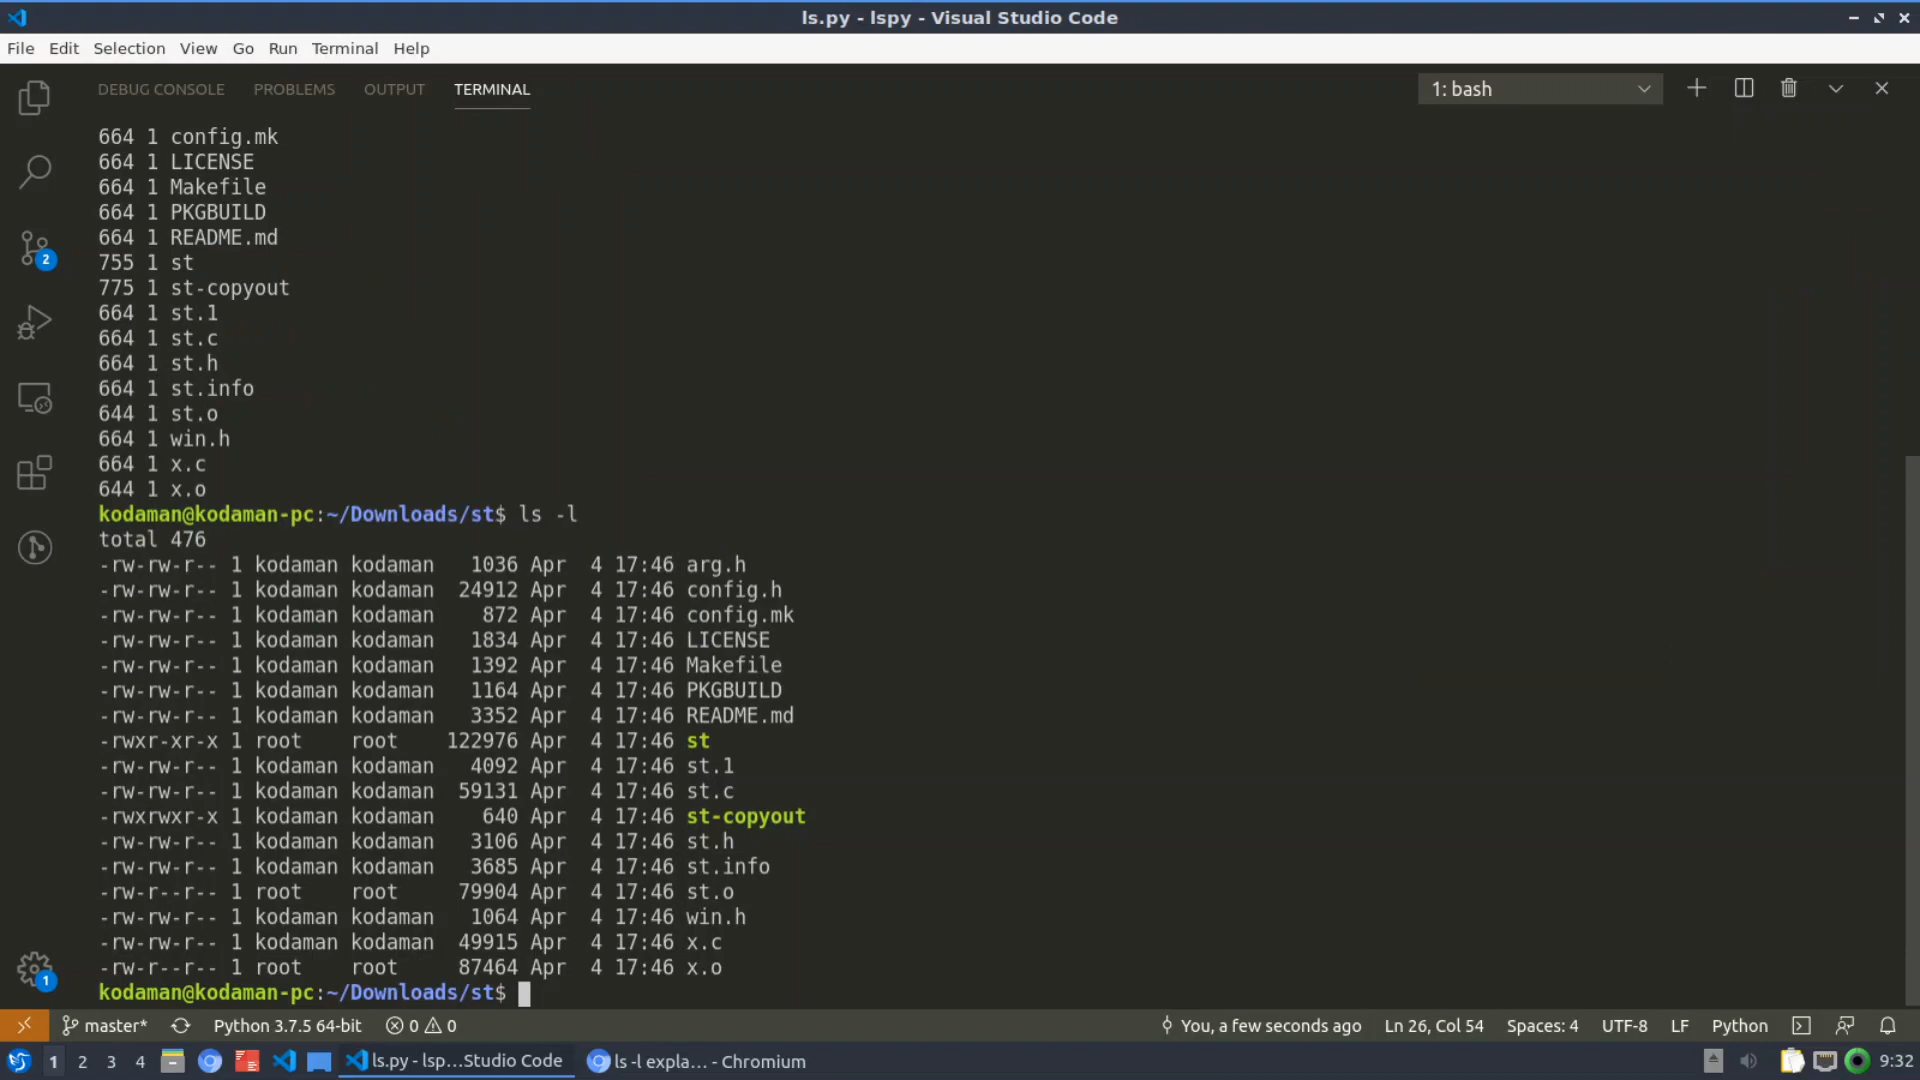 ls.py - lspy - Visual Studio Code
File Edit Selection View Go Run Terminal Help
DEBUG CONSOLE PROBLEMS OUTPUT TERMINAL 1: bash
664 1 config.mk
664 1 LICENSE
664 1 Makefile
664 1 PKGBUILD
664 1 README.md
755 1 st
775 1 st-copyout
664 1 st.1
664 1 st.c
664 1 st.h
664 1 st.info
644 1 st.o
664 1 win.h
664 1 x.c
644 1 x.o
kodaman@kodaman-pc:~/Downloads/st$ ls -l
total 476
-rw-rw-r-- 1 kodaman kodaman   1036 Apr  4 17:46 arg.h
-rw-rw-r-- 1 kodaman kodaman  24912 Apr  4 17:46 config.h
-rw-rw-r-- 1 kodaman kodaman    872 Apr  4 17:46 config.mk
-rw-rw-r-- 1 kodaman kodaman   1834 Apr  4 17:46 LICENSE
-rw-rw-r-- 1 kodaman kodaman   1392 Apr  4 17:46 Makefile
-rw-rw-r-- 1 kodaman kodaman   1164 Apr  4 17:46 PKGBUILD
-rw-rw-r-- 1 kodaman kodaman   3352 Apr  4 17:46 README.md
-rwxr-xr-x 1 root    root    122976 Apr  4 17:46 st
-rw-rw-r-- 1 kodaman kodaman   4092 Apr  4 17:46 st.1
-rw-rw-r-- 1 kodaman kodaman  59131 Apr  4 17:46 st.c
-rwxrwxr-x 1 kodaman kodaman    640 Apr  4 17:46 st-copyout
-rw-rw-r-- 1 kodaman kodaman   3106 Apr  4 17:46 st.h
-rw-rw-r-- 1 kodaman kodaman   3685 Apr  4 17:46 st.info
-rw-r--r-- 1 root    root     79904 Apr  4 17:46 st.o
-rw-rw-r-- 1 kodaman kodaman   1064 Apr  4 17:46 win.h
-rw-rw-r-- 1 kodaman kodaman  49915 Apr  4 17:46 x.c
-rw-r--r-- 1 root    root     87464 Apr  4 17:46 x.o
kodaman@kodaman-pc:~/Downloads/st$
2
1
master* Python 3.7.5 64-bit 0 0 You, a few seconds ago Ln 26, Col 54 Spaces: 4 UTF-8 LF Python
1 2 3 4 ls.py - lsp...Studio Code ls -l expla... - Chromium 9:32